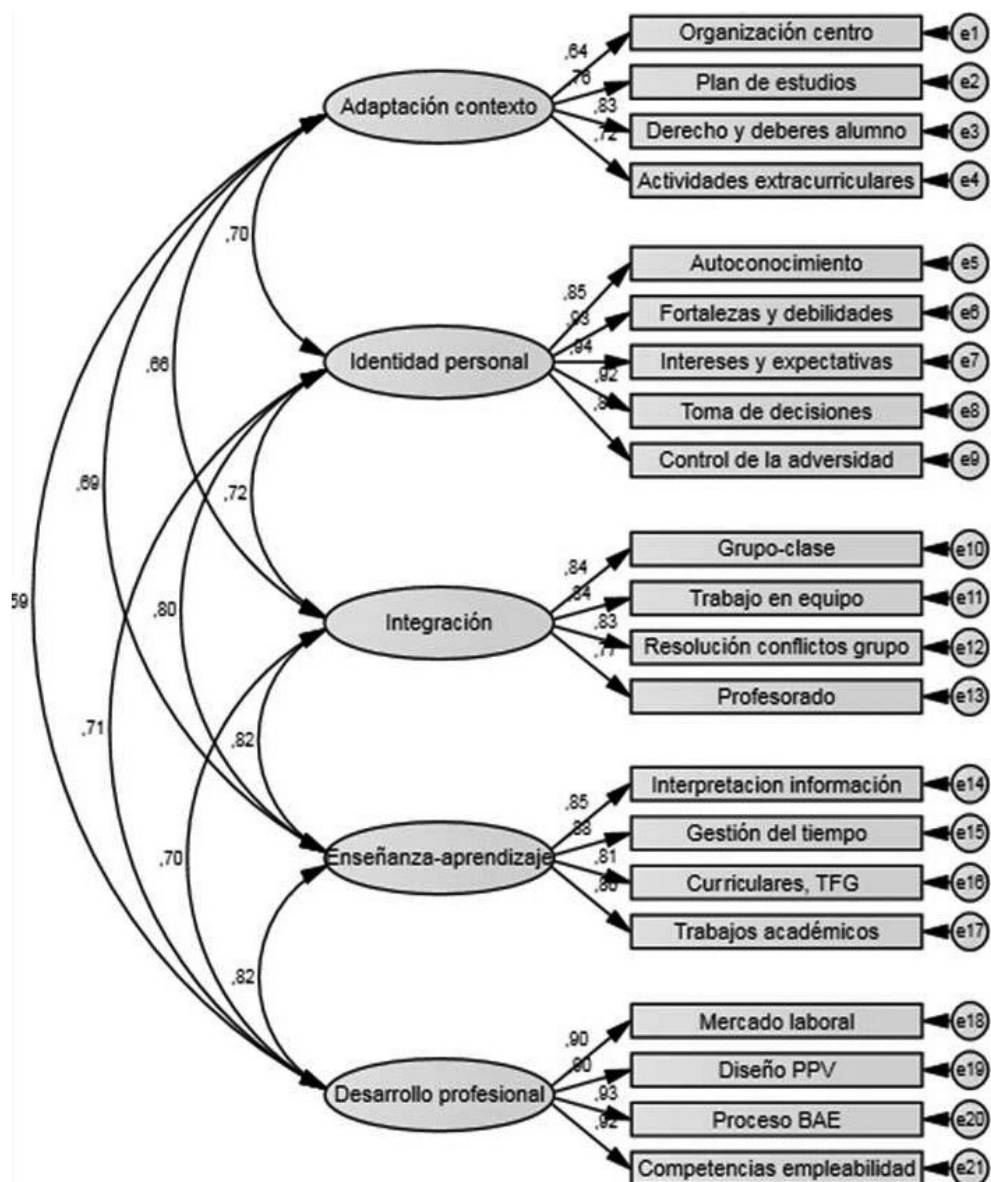 Organización centro
e1
,64
,76
Plan de estudios
e2
Adaptación contexto
,83
Derecho y deberes alumno
e3
,72
Actividades extracurriculares
e4
,70
Autoconocimiento
e5
,85
Fortalezas y debilidades
e6
,93
Identidad personal
,94
Intereses y expectativas
e7
,66
,92
Toma de decisiones
e8
Control de la adversidad
e9
,69
,72
Grupo-clase
e10
,84
,84
Trabajo en equipo
e11
59
,80
Integración
,83
Resolución conflictos grupo
e12
,77
Profesorado
e13
,71
,82
Interpretacion información
e14
,85
Gestión del tiempo
e15
,70
Enseñanza-aprendizaje
,81
Curriculares, TFG
e16
Trabajos académicos
e17
,82
Mercado laboral
e18
,90
,90
Diseño PPV
e19
Desarrollo profesional
,93
Proceso BAE
e20
,92
Competencias empleabilidad
e21